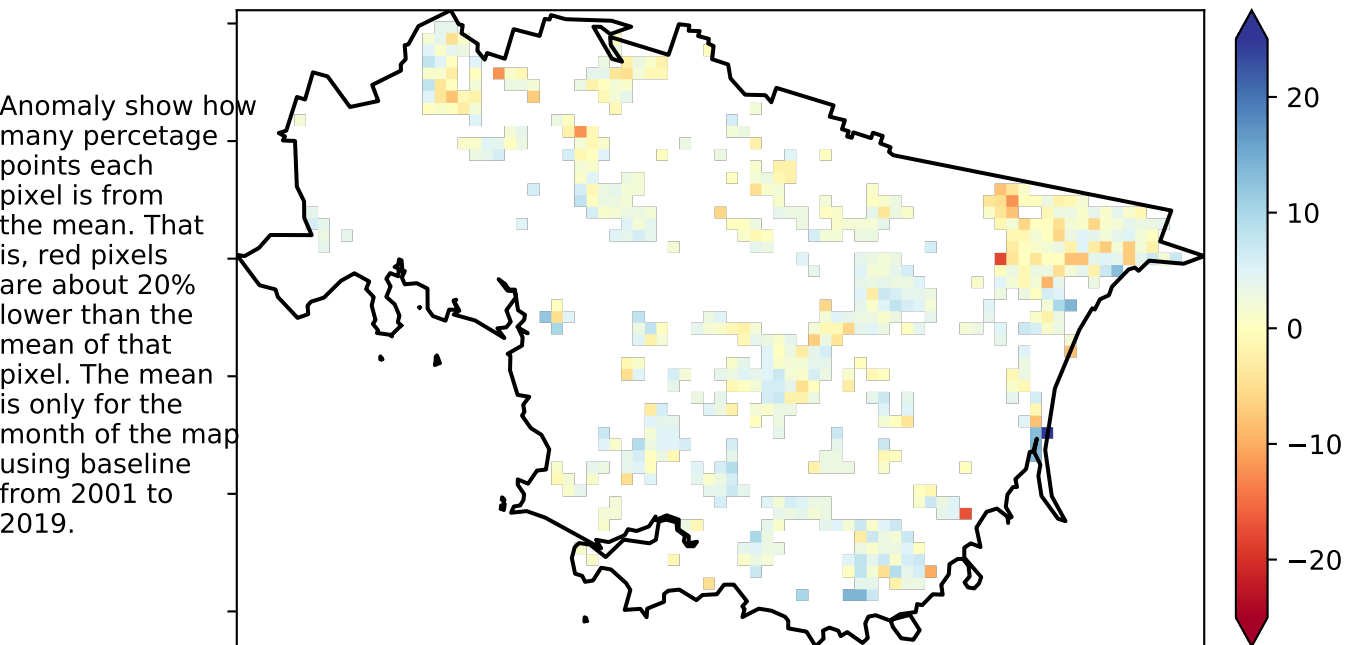 Anomaly show how
many percetage
points each
pixel is from
the mean. That
is, red pixels
are about 20%
lower than the
mean of that
pixel. The mean
is only for the
month of the map
using baseline
from 2001 to
2019.
20
10
0
−10
−20